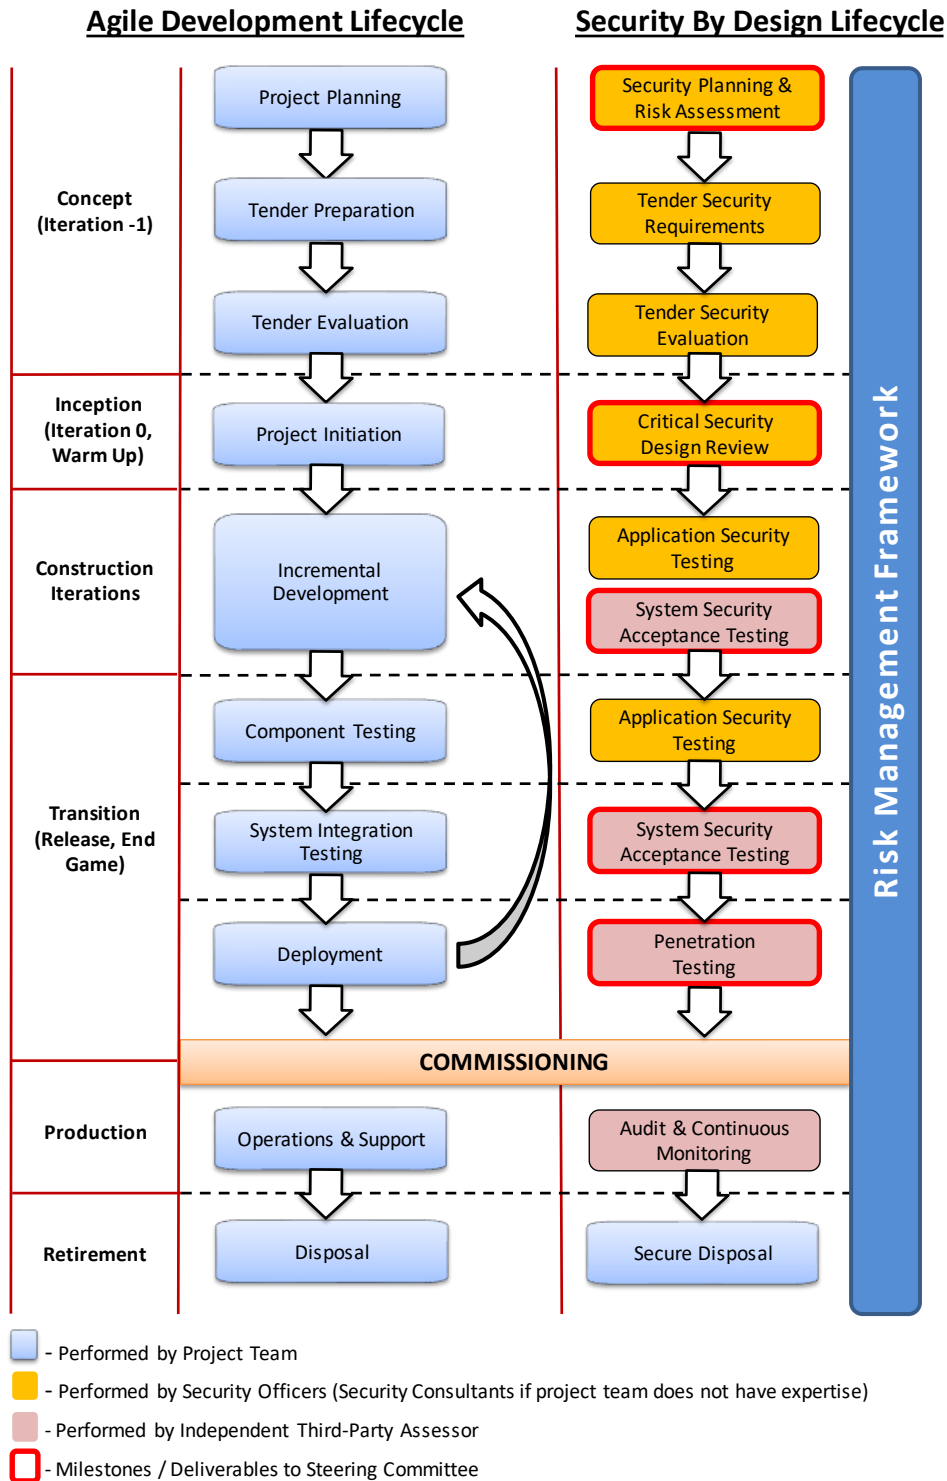 Agile Development Lifecycle
Security By Design Lifecycle
Concept
(Iteration -1)
Project Planning
Security Planning &
Risk Assessment
Tender Preparation
Tender Security
Requirements
Tender Evaluation
Tender Security
Evaluation
Inception
(Iteration 0,
Warm Up)
Project Initiation
Critical Security
Design Review
Construction
Iterations
Incremental
Development
Application Security
Testing
System Security
Acceptance Testing
Transition
(Release, End
Game)
Component Testing
Application Security
Testing
System Integration
Testing
System Security
Acceptance Testing
Deployment
Penetration
Testing
COMMISSIONING
Production
Operations & Support
Audit & Continuous
Monitoring
Retirement
Disposal
Secure Disposal
Risk Management Framework
- Performed by Project Team
- Performed by Security Officers (Security Consultants if project team does not have expertise)
- Performed by Independent Third-Party Assessor
- Milestones / Deliverables to Steering Committee